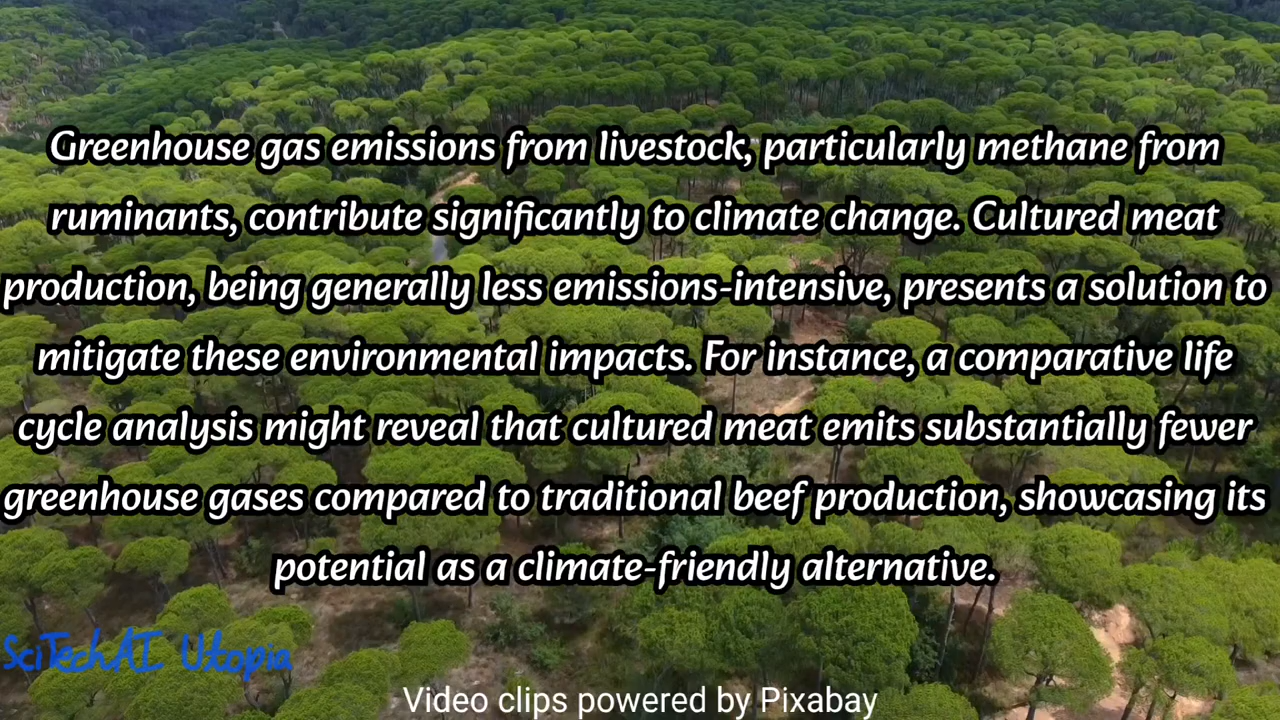 Greenhouse gas emissions from livestock, particularly methane from
ruminants, contribute significantly to climate change. Cultured meat
production, being generally less emissions-intensive, presents a solution to
mitigate these environmental impacts. For instance, a comparative life
cycle analysis might reveal that cultured meat emits substantially fewer
greenhouse gases compared to traditional beef production, showcasing its
potential as a climate-friendly alternative.
SciTechAI Utopia
Video clips powered by Pixabay